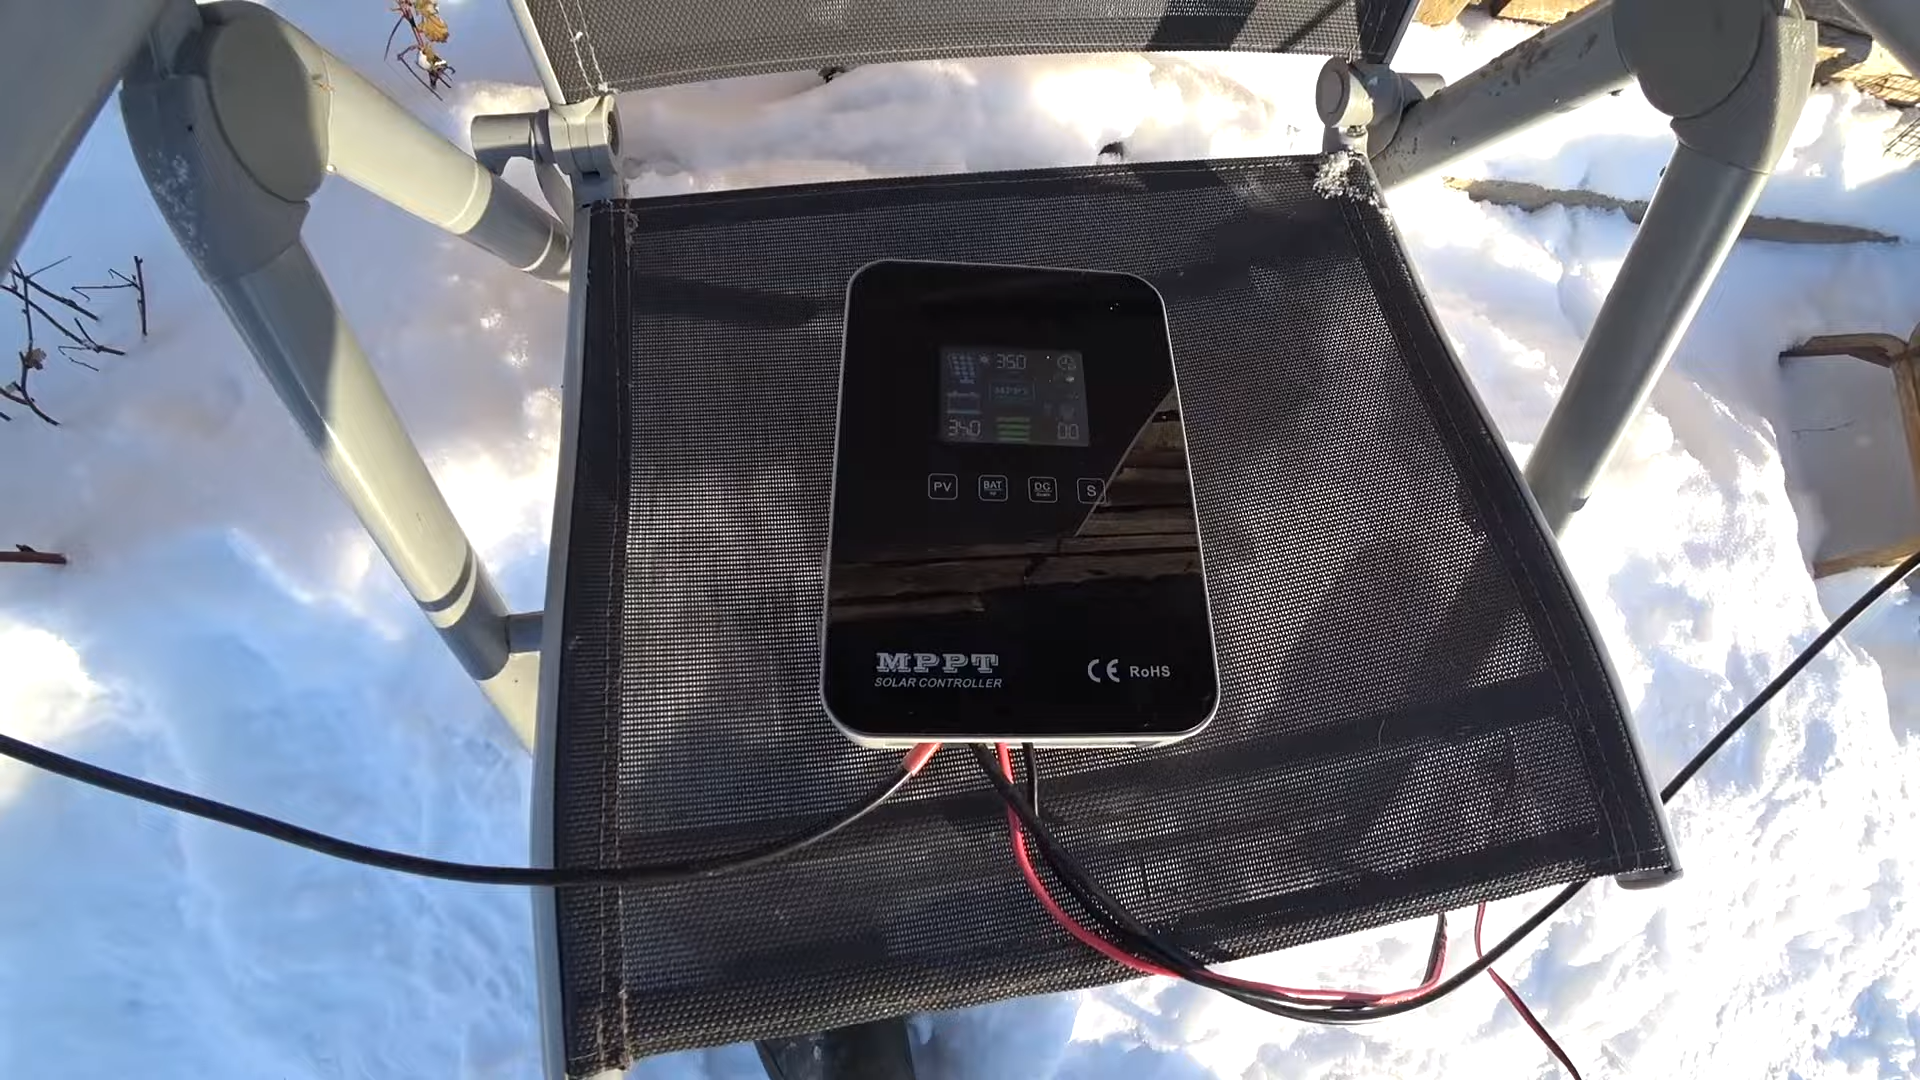 35.0
MPPT
34.0 00
PV BAT DC S
MPPT
SOLAR CONTROLLER
CE RoHS